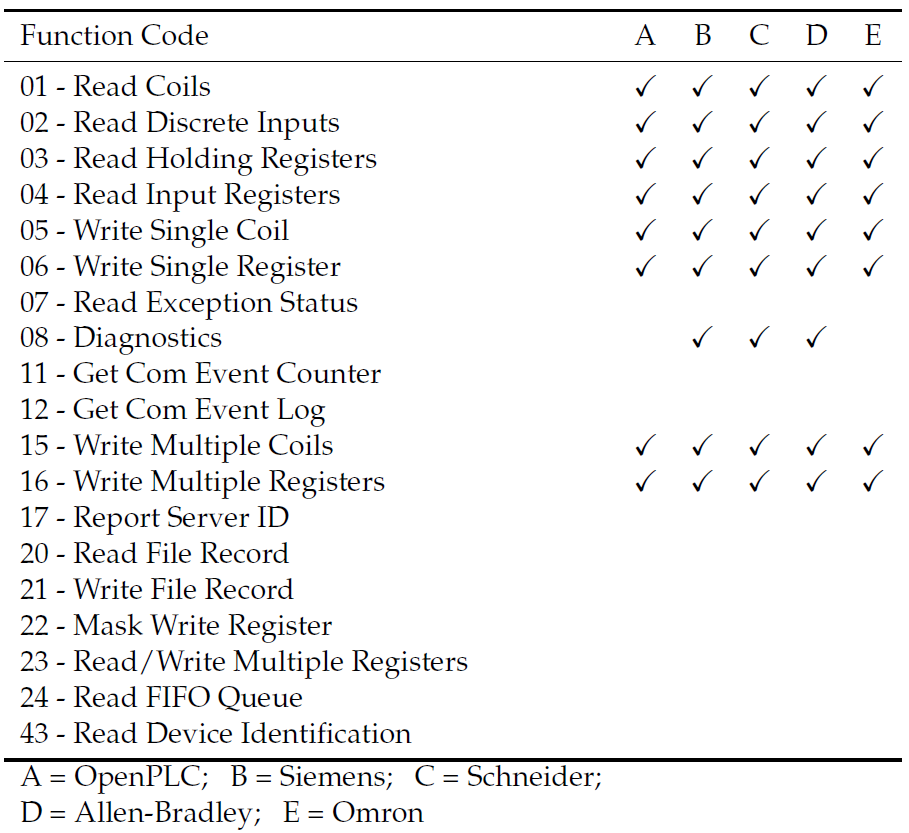 Function Code A B C D E
01 - Read Coils ✓ ✓ ✓ ✓ ✓
02 - Read Discrete Inputs ✓ ✓ ✓ ✓ ✓
03 - Read Holding Registers ✓ ✓ ✓ ✓ ✓
04 - Read Input Registers ✓ ✓ ✓ ✓ ✓
05 - Write Single Coil ✓ ✓ ✓ ✓ ✓
06 - Write Single Register ✓ ✓ ✓ ✓ ✓
07 - Read Exception Status
08 - Diagnostics ✓ ✓ ✓
11 - Get Com Event Counter
12 - Get Com Event Log
15 - Write Multiple Coils ✓ ✓ ✓ ✓ ✓
16 - Write Multiple Registers ✓ ✓ ✓ ✓ ✓
17 - Report Server ID
20 - Read File Record
21 - Write File Record
22 - Mask Write Register
23 - Read/Write Multiple Registers
24 - Read FIFO Queue
43 - Read Device Identification
A = OpenPLC; B = Siemens; C = Schneider;
D = Allen-Bradley; E = Omron